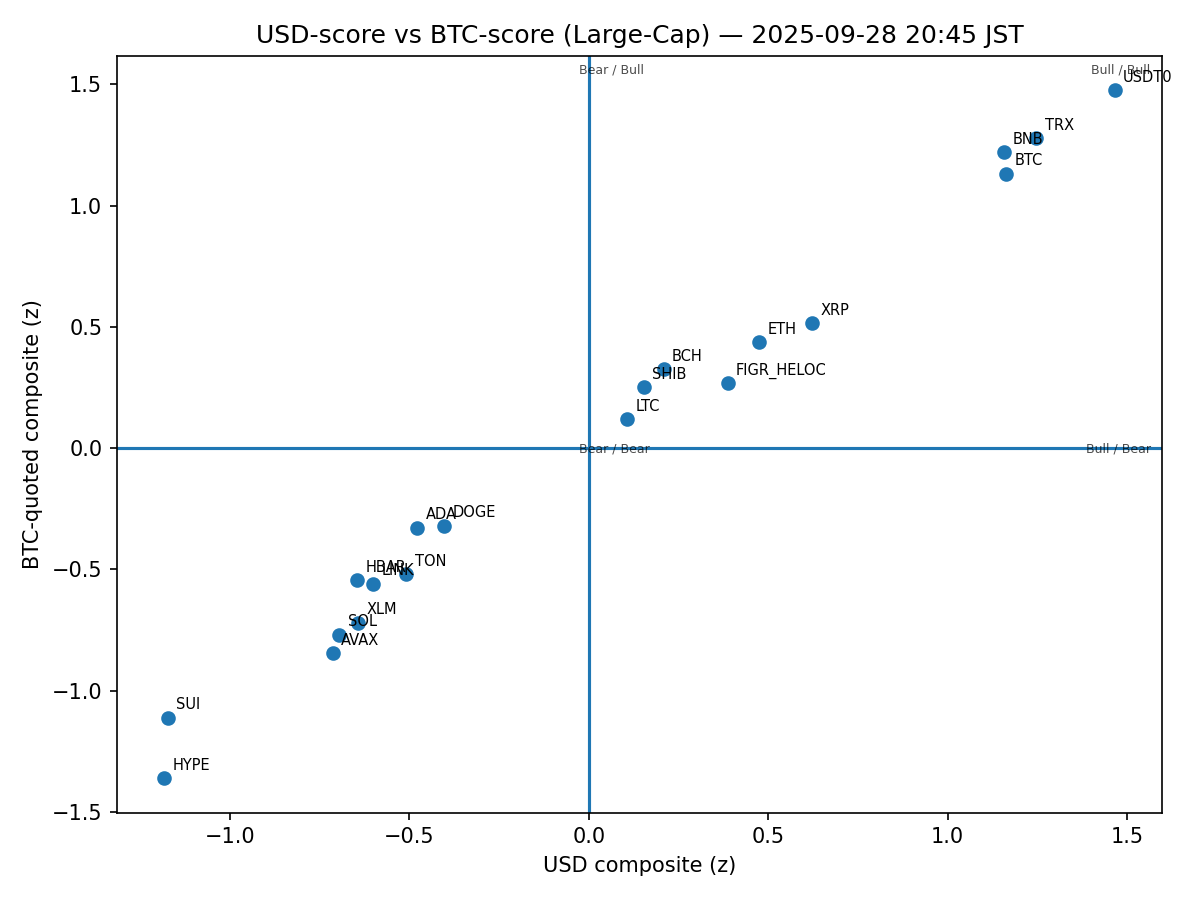 USD-score vs BTC-score (Large-Cap) — 2025-09-28 20:45 JST
Bear / Bull
Bull / Bull
USDT0
TRX
BNB
BTC
XRP
ETH
BCH
FIGR_HELOC
SHIB
LTC
Bear / Bear
Bull / Bear
ADA
DOGE
TON
HBAR
LINK
XLM
SOL
AVAX
SUI
HYPE
1.5
1.0
0.5
0.0
−0.5
−1.0
−1.5
BTC-quoted composite (z)
−1.0
−0.5
0.0
0.5
1.0
1.5
USD composite (z)